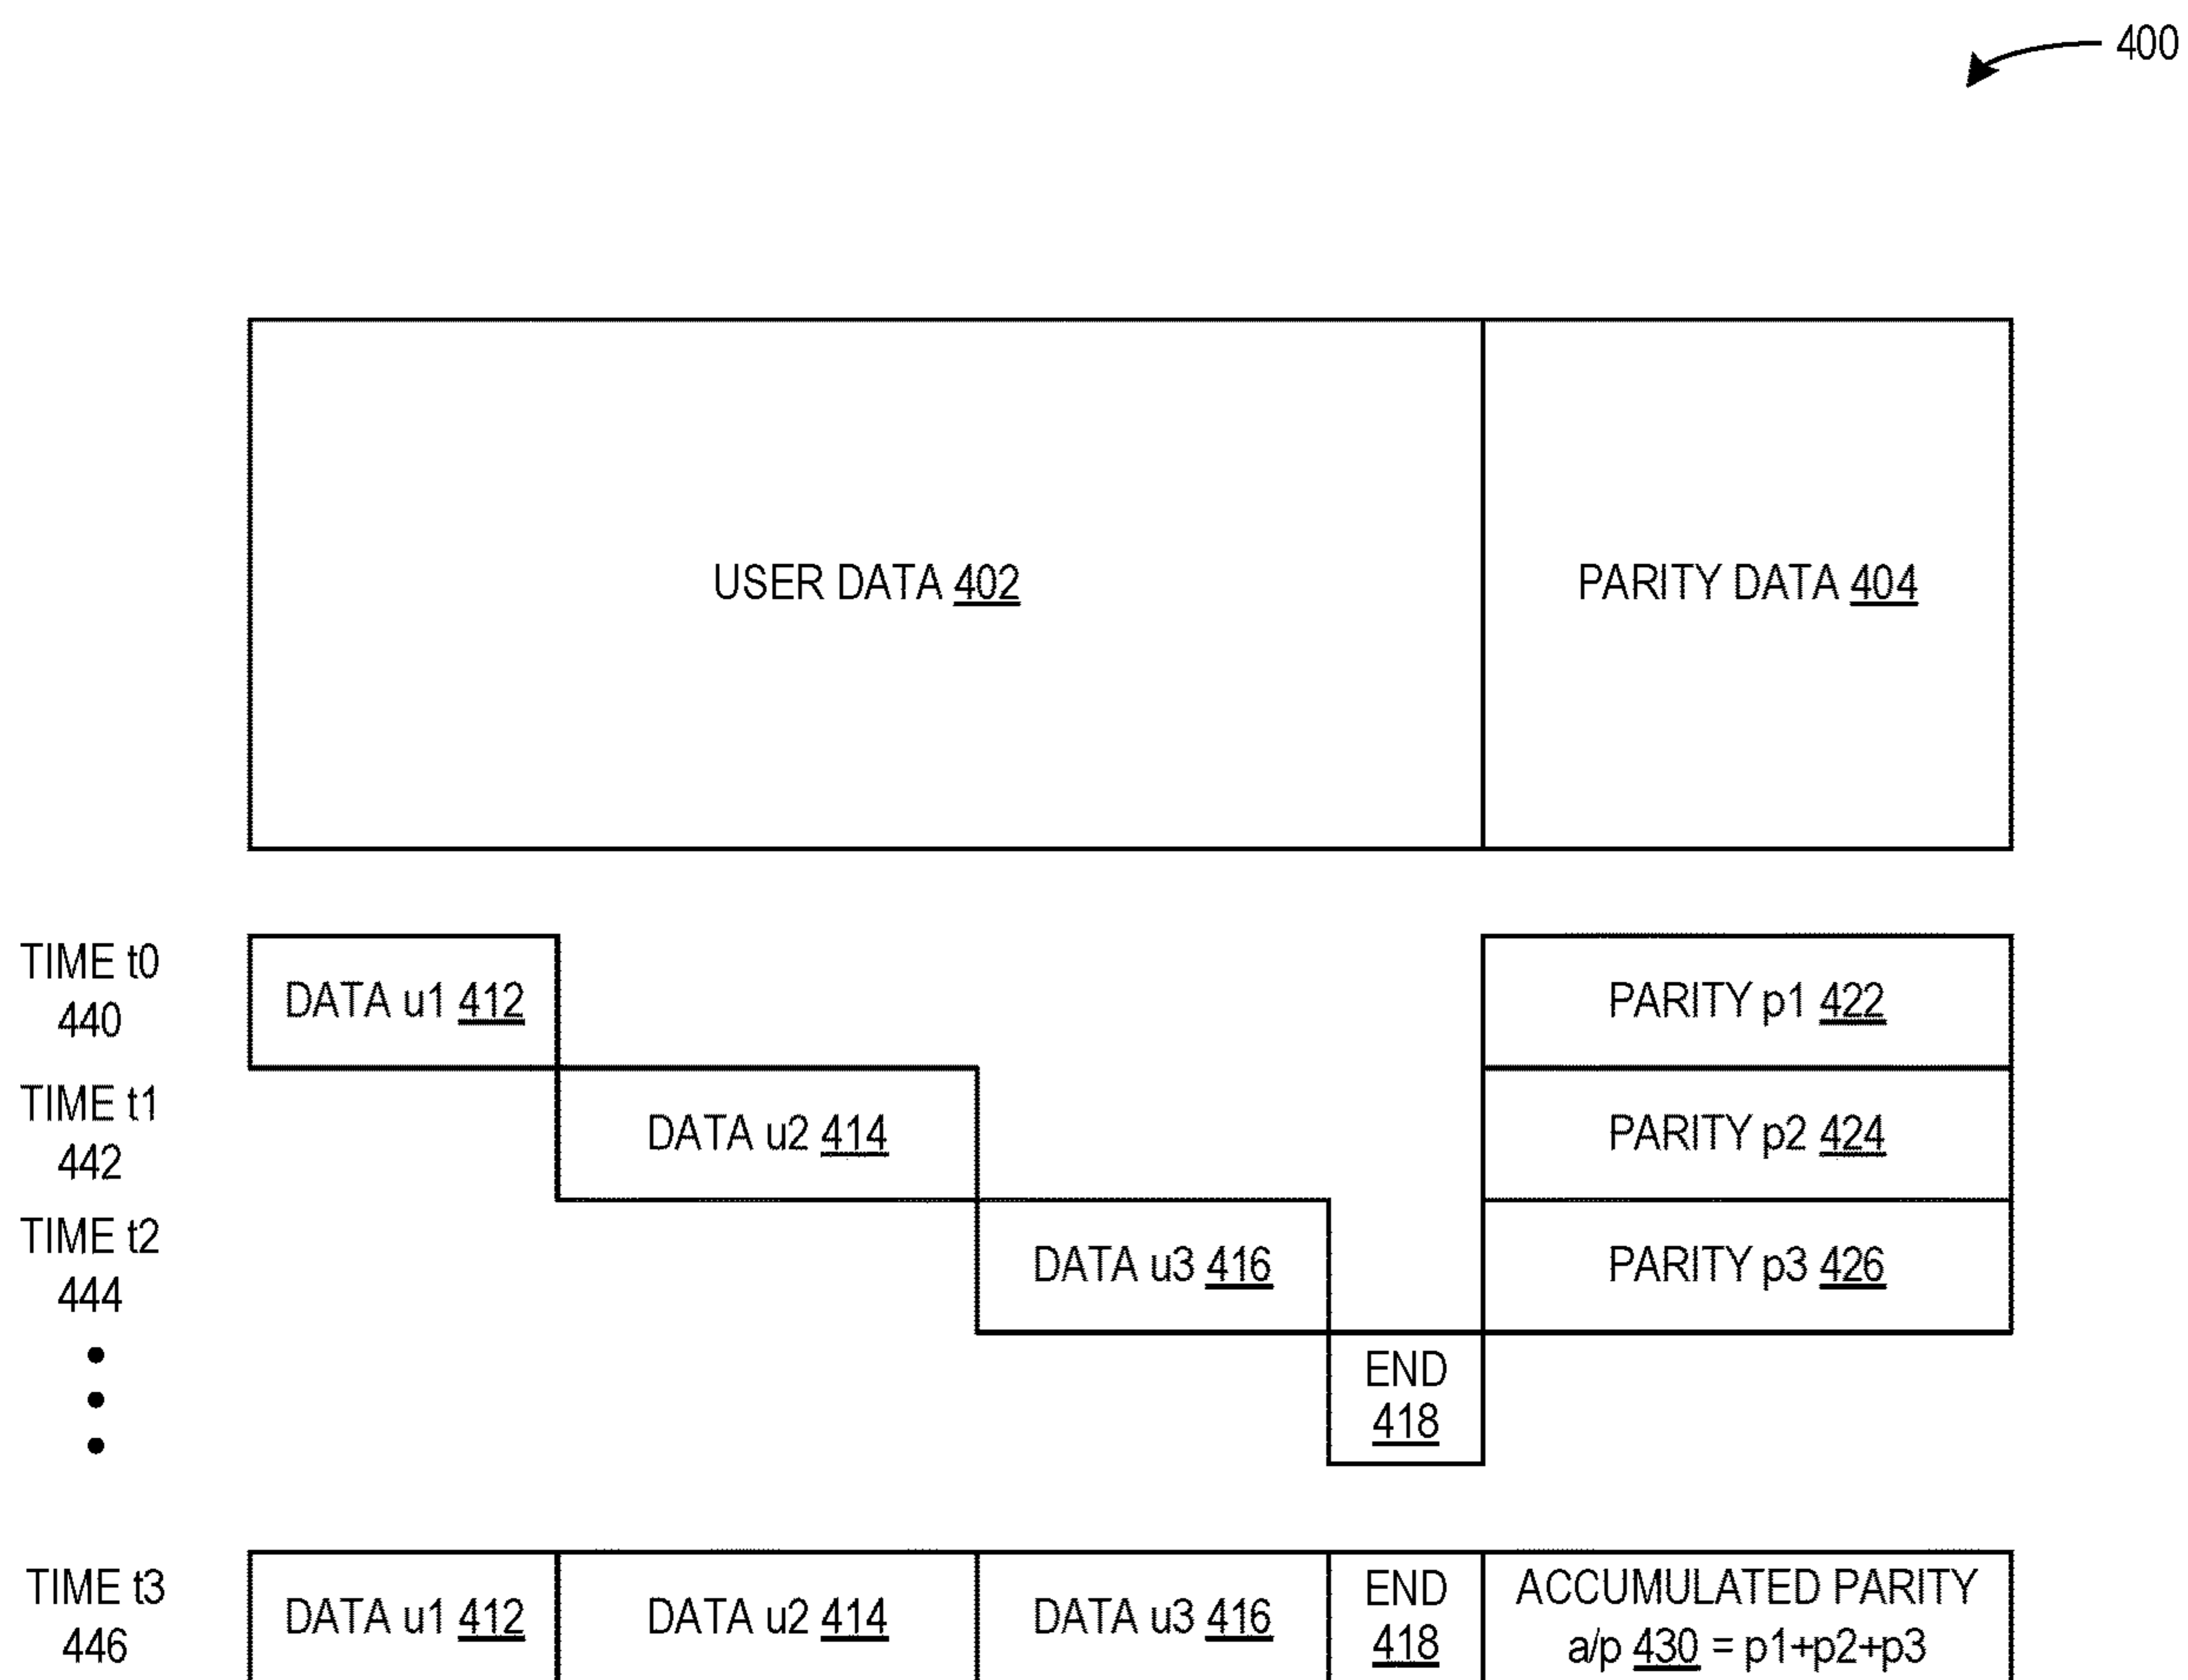 400
USER DATA 402
PARITY DATA 404
TIME t0
440
DATA u1 412
PARITY p1 422
TIME t1
442
DATA u2 414
PARITY p2 424
TIME t2
444
DATA u3 416
PARITY p3 426
END
418
TIME t3
446
DATA u1 412
DATA u2 414
DATA u3 416
END
418
ACCUMULATED PARITY
a/p 430 = p1+p2+p3